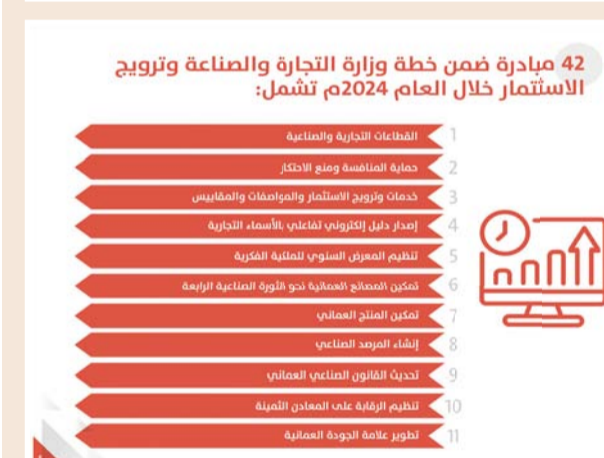 42 مبادرة ضمن خطة وزارة التجارة والصناعة وترويج
الاستثمار خلال العام 2024م تشمل:
1 القطاعات التجارية والصناعية
2 حماية المنافسة ومنع الاحتكار
3 خدمات وترويج الاستثمار والمواصفات والمقاييس
4 إصدار دليل إلكتروني تفاعلي بالأسماء التجارية
5 تنظيم المعرض السنوي للملكية الفكرية
6 تمكين المصانع العمانية نحو الثورة الصناعية الرابعة
7 تمكين المنتج العماني
8 إنشاء المرصد الصناعي
9 تحديث القانون الصناعي العماني
10 تنظيم الرقابة على المعادن الثمينة
11 تطوير علامة الجودة العمانية